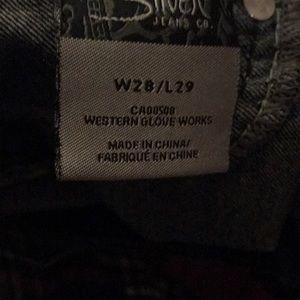 SILVER
JEANS CO.
W28/L29
CA00508
WESTERN GLOVE WORKS
MADE IN CHINA/
FABRIQUÉ EN CHINE